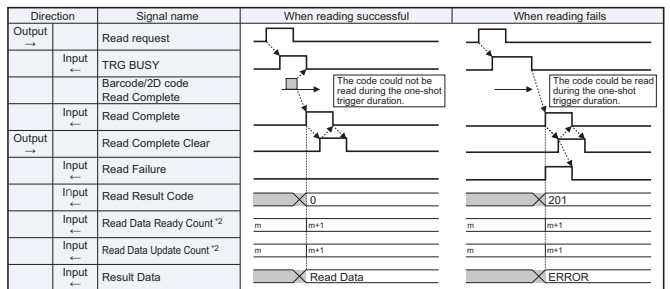 Direction Signal name When reading successful When reading fails
Output → Read request
Input ← TRG BUSY
Barcode/2D code
Read Complete
The code could not be
read during the one-shot
trigger duration.
The code could be read
during the one-shot
trigger duration.
Input ← Read Complete
Output → Read Complete Clear
Input ← Read Failure
Input ← Read Result Code 0 201
Input ← Read Data Ready Count *2 m m+1 m m+1
Input ← Read Data Update Count *2 m m+1 m m+1
Input ← Result Data Read Data ERROR